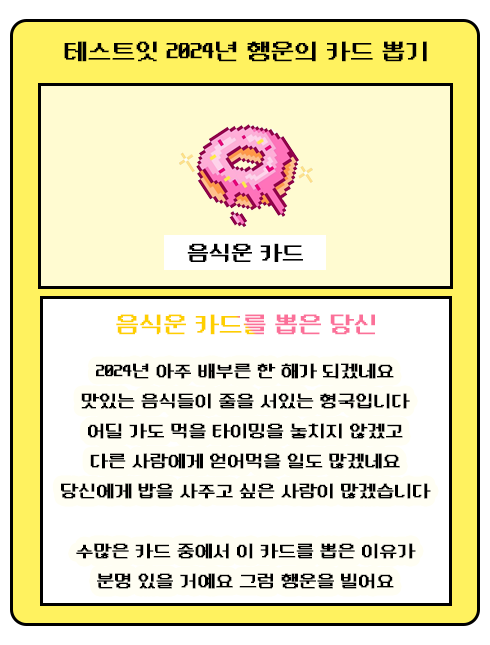 테스트잇 2024년 행운의 카드 뽑기
음식운 카드
음식운 카드를 뽑은 당신
2024년 아주 배부른 한 해가 되겠네요
맛있는 음식들이 줄을 서있는 형국입니다
어딜 가도 먹을 타이밍을 놓치지 않겠고
다른 사람에게 얻어먹을 일도 많겠네요
당신에게 밥을 사주고 싶은 사람이 많겠습니다
수많은 카드 중에서 이 카드를 뽑은 이유가
분명 있을 거예요 그럼 행운을 빌어요